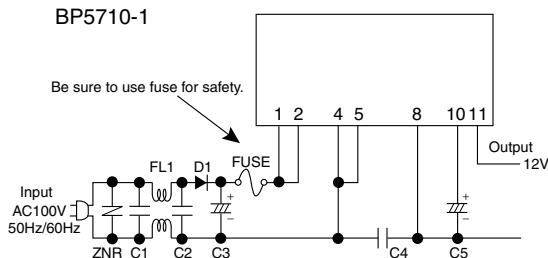 BP5710-1
Be sure to use fuse for safety.
1 2 4 5 8 10 11
Output
12V
FL1 D1 FUSE
Input
AC100V
50Hz/60Hz
+
−
+
−
ZNR C1 C2 C3 C4 C5